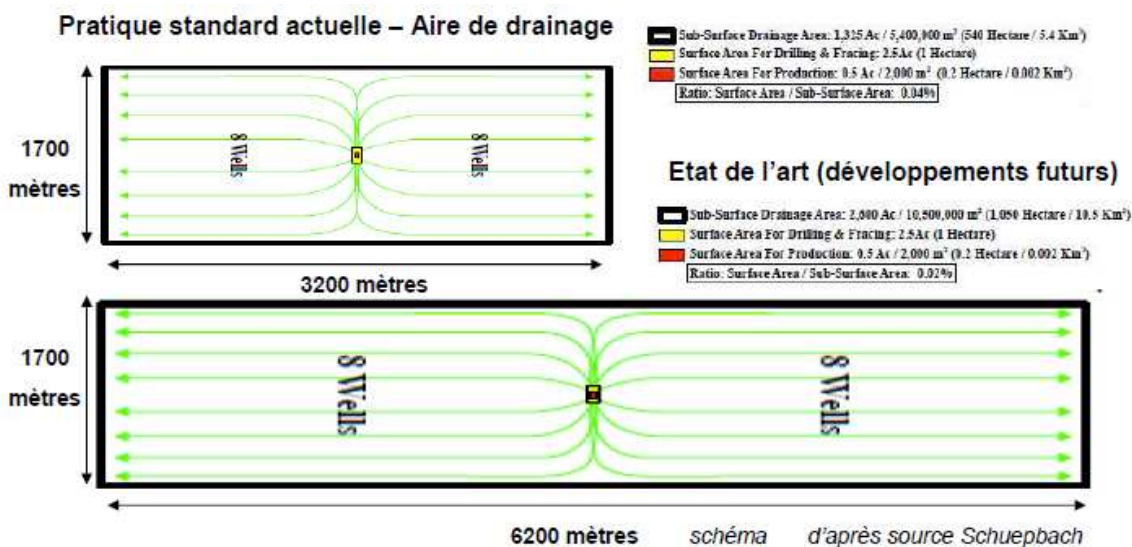 Pratique standard actuelle – Aire de drainage
Sub-Surface Drainage Area: 1,325 Ac / 5,400,000 m² (540 Hectare / 5.4 Km²)
Surface Area For Drilling & Fracing: 2.5Ac (1 Hectare)
Surface Area For Production: 0.5 Ac / 2,000 m² (0.2 Hectare / 0.002 Km²)
Ratio: Surface Area / Sub-Surface Area: 0.04%
1700
mètres
8 Wells
8 Wells
3200 mètres
Etat de l'art (développements futurs)
Sub-Surface Drainage Area: 2,600 Ac / 10,500,000 m² (1,050 Hectare / 10.5 Km²)
Surface Area For Drilling & Fracing: 2.5Ac (1 Hectare)
Surface Area For Production: 0.5 Ac / 2,000 m² (0.2 Hectare / 0.002 Km²)
Ratio: Surface Area / Sub-Surface Area: 0.02%
1700
mètres
8 Wells
8 Wells
6200 mètres schéma d'après source Schuepbach